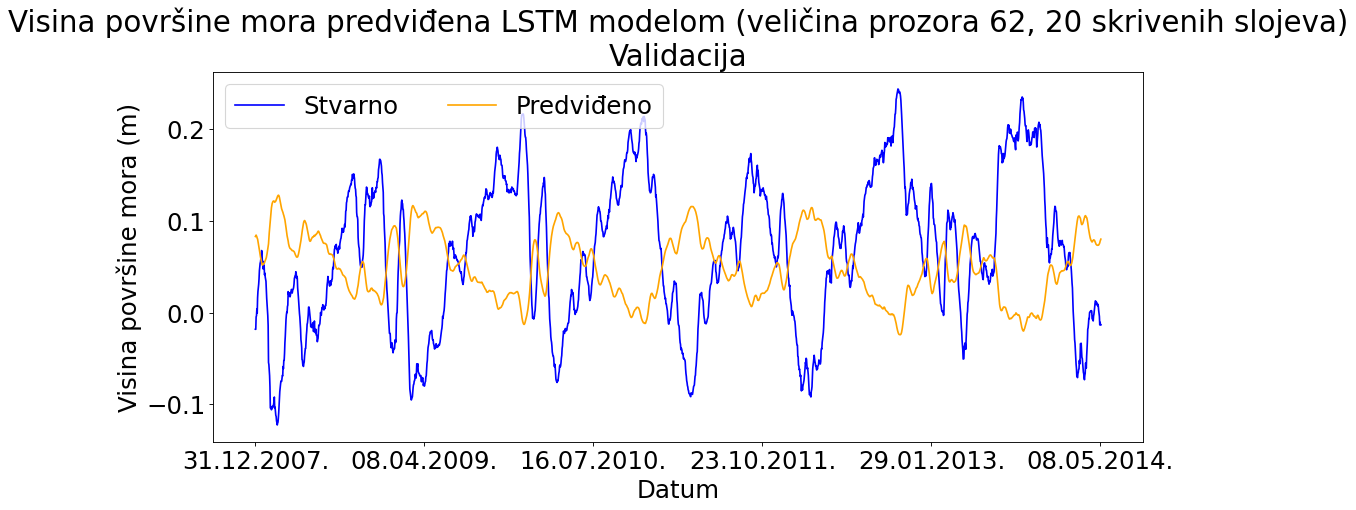 Visina površine mora predviđena LSTM modelom (veličina prozora 62, 20 skrivenih slojeva)
Validacija
Stvarno
Predviđeno
Visina površine mora (m)
0.2
0.1
0.0
−0.1
31.12.2007.
08.04.2009.
16.07.2010.
23.10.2011.
29.01.2013.
08.05.2014.
Datum